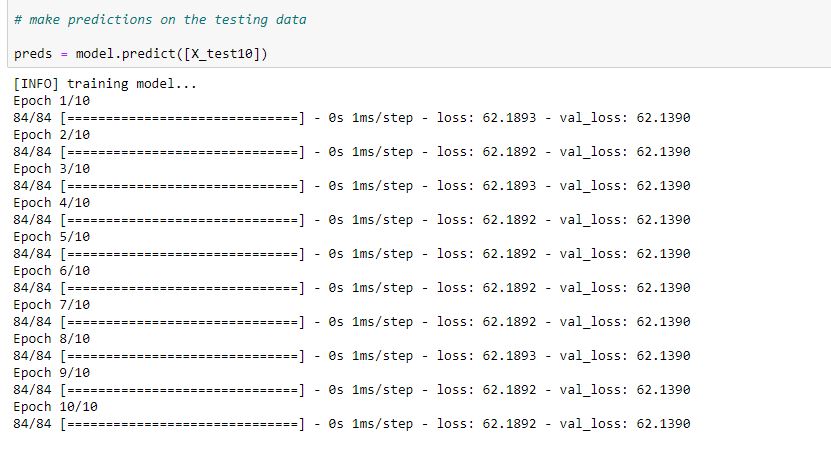 # make predictions on the testing data
preds = model.predict([X_test10])
[INFO] training model...
Epoch 1/10
84/84 [==============================] - 0s 1ms/step - loss: 62.1893 - val_loss: 62.1390
Epoch 2/10
84/84 [==============================] - 0s 1ms/step - loss: 62.1892 - val_loss: 62.1390
Epoch 3/10
84/84 [==============================] - 0s 1ms/step - loss: 62.1893 - val_loss: 62.1390
Epoch 4/10
84/84 [==============================] - 0s 1ms/step - loss: 62.1892 - val_loss: 62.1390
Epoch 5/10
84/84 [==============================] - 0s 1ms/step - loss: 62.1892 - val_loss: 62.1390
Epoch 6/10
84/84 [==============================] - 0s 1ms/step - loss: 62.1892 - val_loss: 62.1390
Epoch 7/10
84/84 [==============================] - 0s 1ms/step - loss: 62.1892 - val_loss: 62.1390
Epoch 8/10
84/84 [==============================] - 0s 1ms/step - loss: 62.1893 - val_loss: 62.1390
Epoch 9/10
84/84 [==============================] - 0s 1ms/step - loss: 62.1892 - val_loss: 62.1390
Epoch 10/10
84/84 [==============================] - 0s 1ms/step - loss: 62.1892 - val_loss: 62.1390